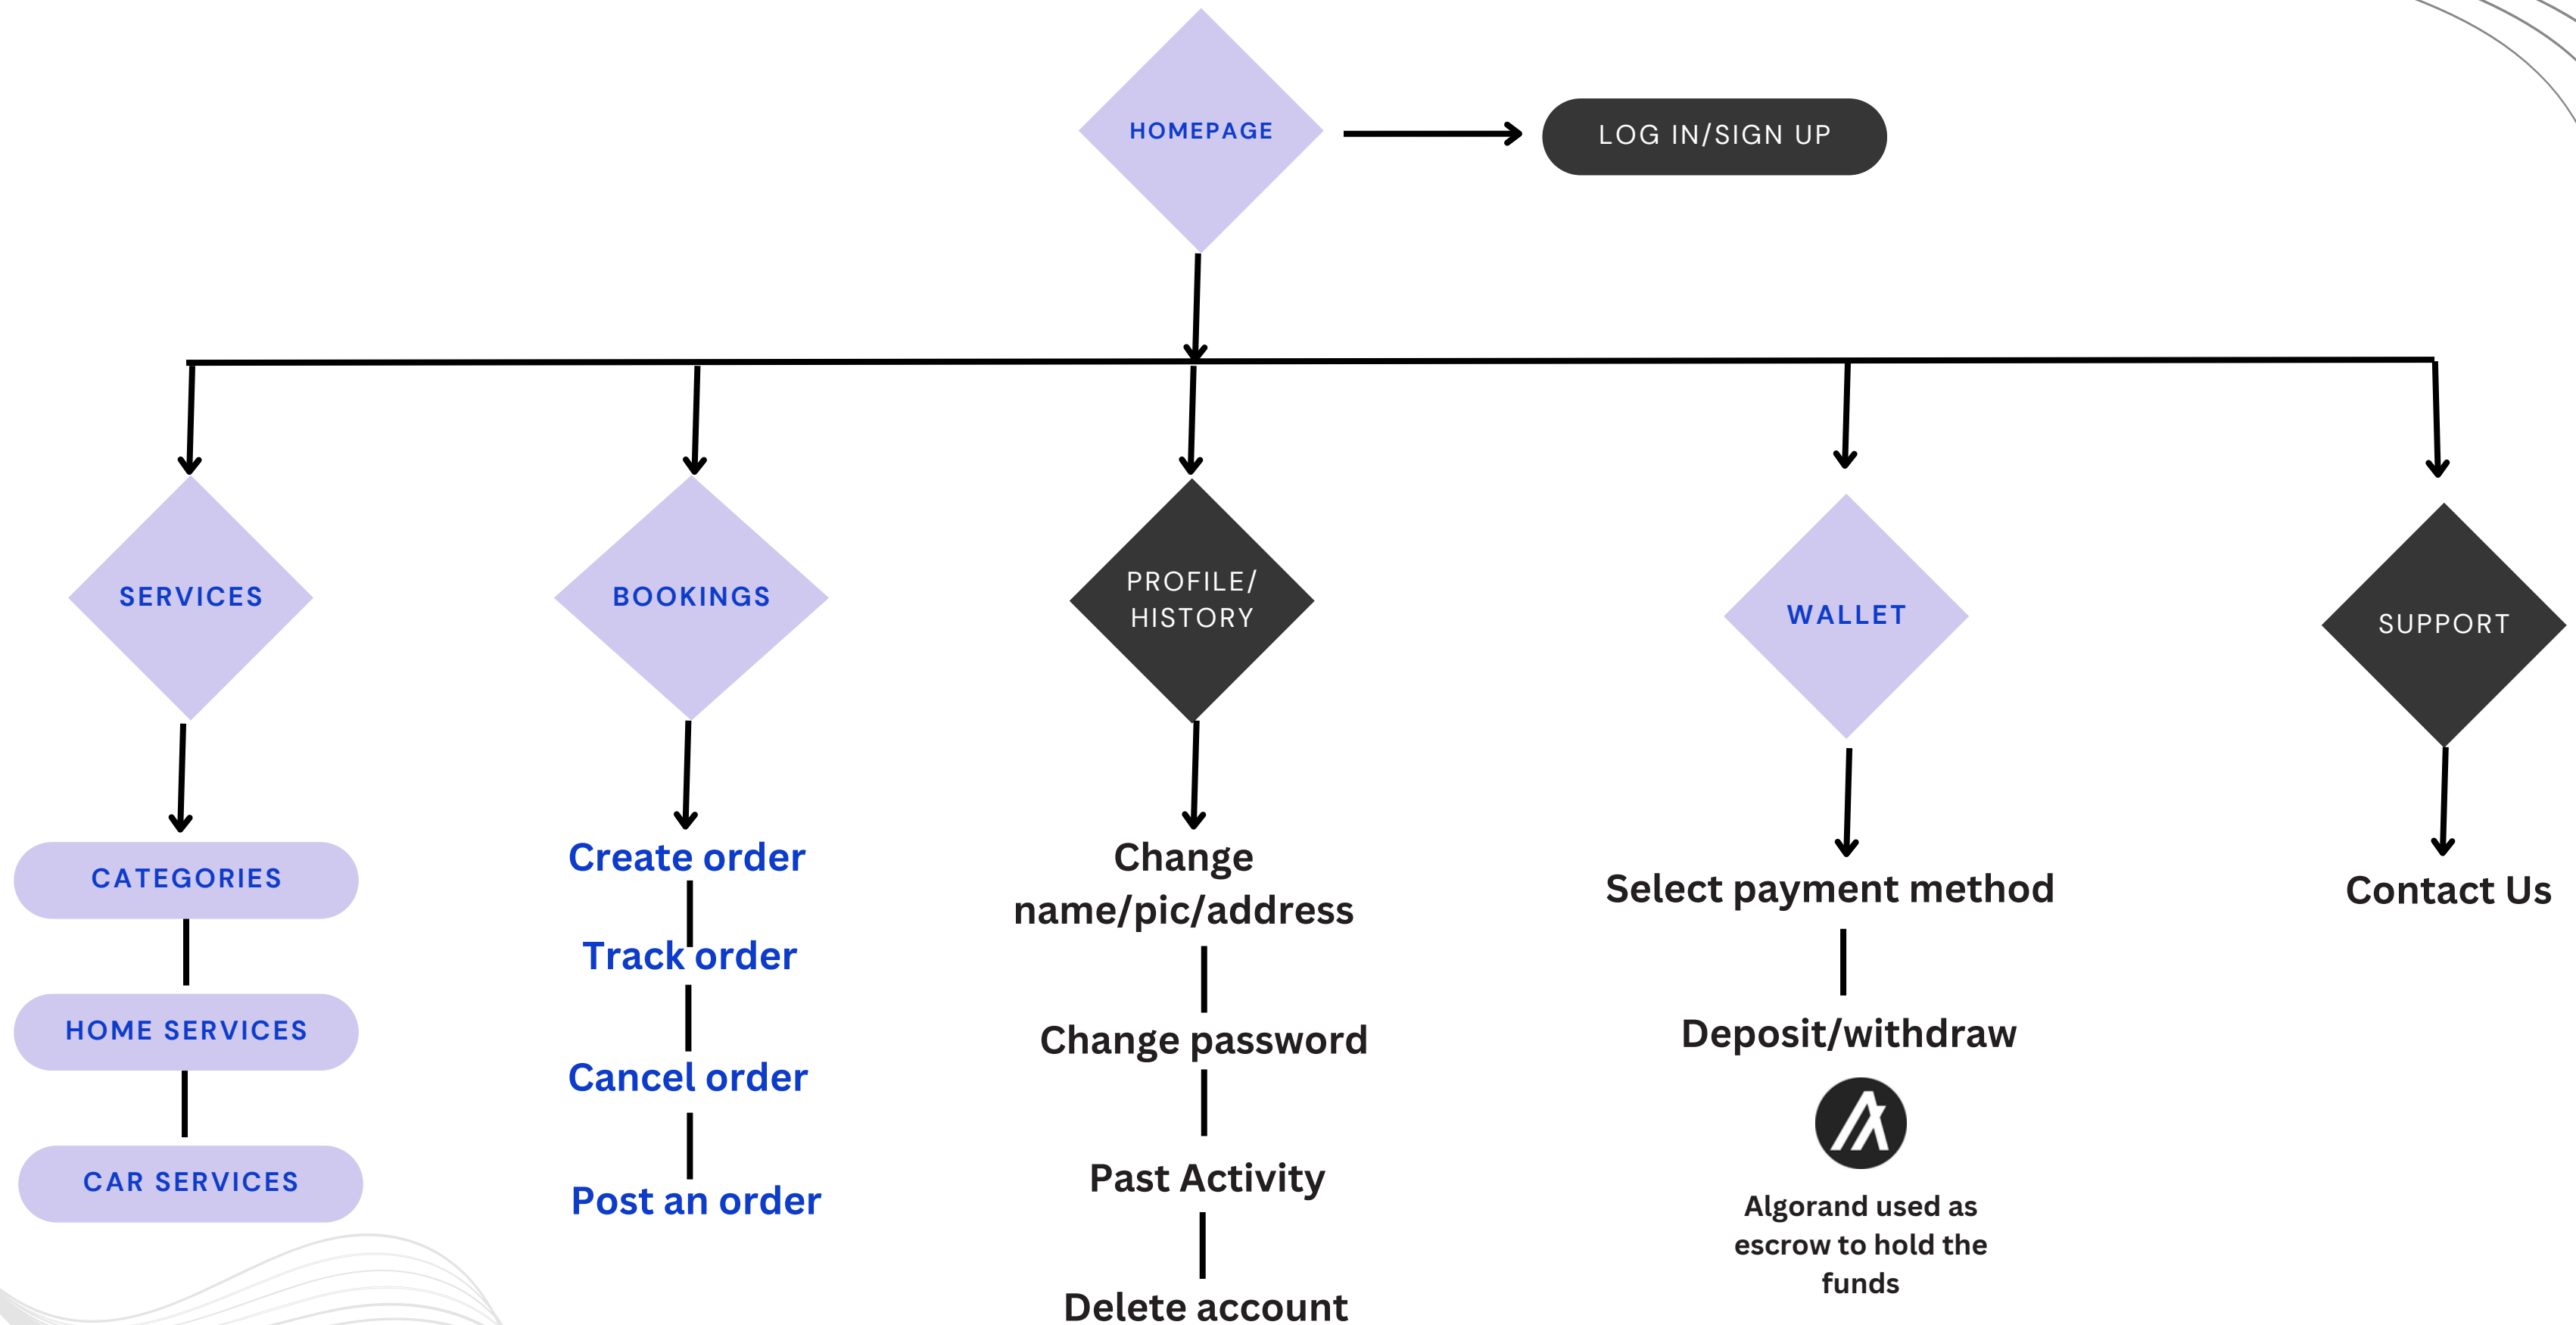 HOMEPAGE
LOG IN/SIGN UP
SERVICES
BOOKINGS
PROFILE/
HISTORY
WALLET
SUPPORT
CATEGORIES
HOME SERVICES
CAR SERVICES
Create order
Track order
Cancel order
Post an order
Change
name/pic/address
Change password
Past Activity
Delete account
Select payment method
Deposit/withdraw
Algorand used as
escrow to hold the
funds
Contact Us